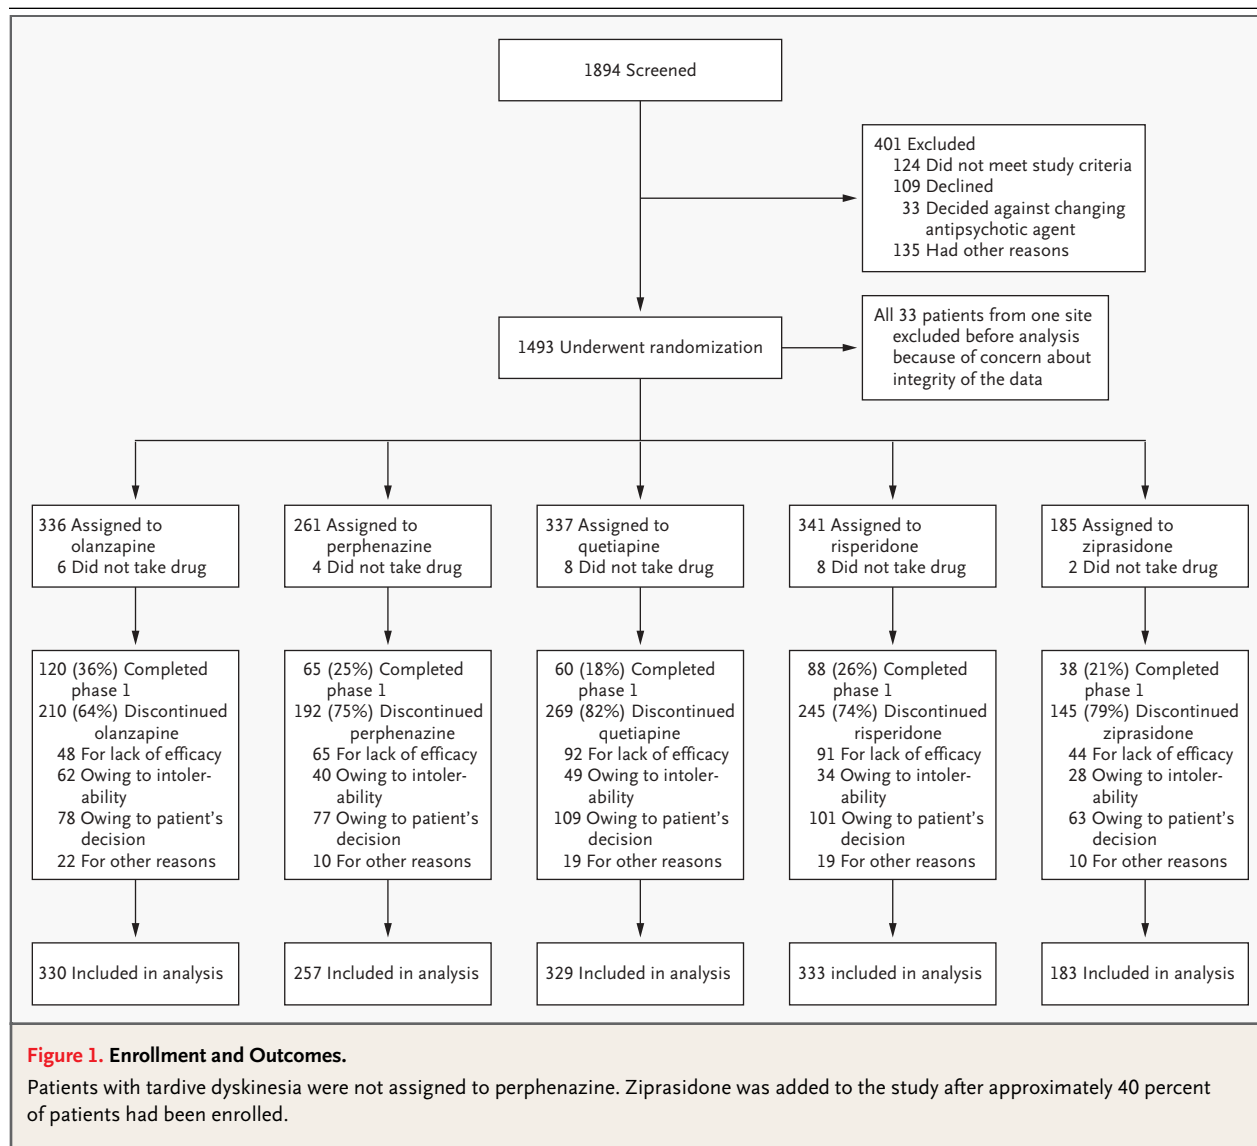 1894 Screened
401 Excluded
124 Did not meet study criteria
109 Declined
33 Decided against changing
antipsychotic agent
135 Had other reasons
1493 Underwent randomization
All 33 patients from one site
excluded before analysis
because of concern about
integrity of the data
336 Assigned to
olanzapine
6 Did not take drug
261 Assigned to
perphenazine
4 Did not take drug
337 Assigned to
quetiapine
8 Did not take drug
341 Assigned to
risperidone
8 Did not take drug
185 Assigned to
ziprasidone
2 Did not take drug
120 (36%) Completed
phase 1
210 (64%) Discontinued
olanzapine
48 For lack of efficacy
62 Owing to intoler-
ability
78 Owing to patient's
decision
22 For other reasons
65 (25%) Completed
phase 1
192 (75%) Discontinued
perphenazine
65 For lack of efficacy
40 Owing to intoler-
ability
77 Owing to patient's
decision
10 For other reasons
60 (18%) Completed
phase 1
269 (82%) Discontinued
quetiapine
92 For lack of efficacy
49 Owing to intoler-
ability
109 Owing to patient's
decision
19 For other reasons
88 (26%) Completed
phase 1
245 (74%) Discontinued
risperidone
91 For lack of efficacy
34 Owing to intoler-
ability
101 Owing to patient's
decision
19 For other reasons
38 (21%) Completed
phase 1
145 (79%) Discontinued
ziprasidone
44 For lack of efficacy
28 Owing to intoler-
ability
63 Owing to patient's
decision
10 For other reasons
330 Included in analysis
257 Included in analysis
329 Included in analysis
333 included in analysis
183 Included in analysis
Figure 1. Enrollment and Outcomes.
Patients with tardive dyskinesia were not assigned to perphenazine. Ziprasidone was added to the study after approximately 40 percent
of patients had been enrolled.